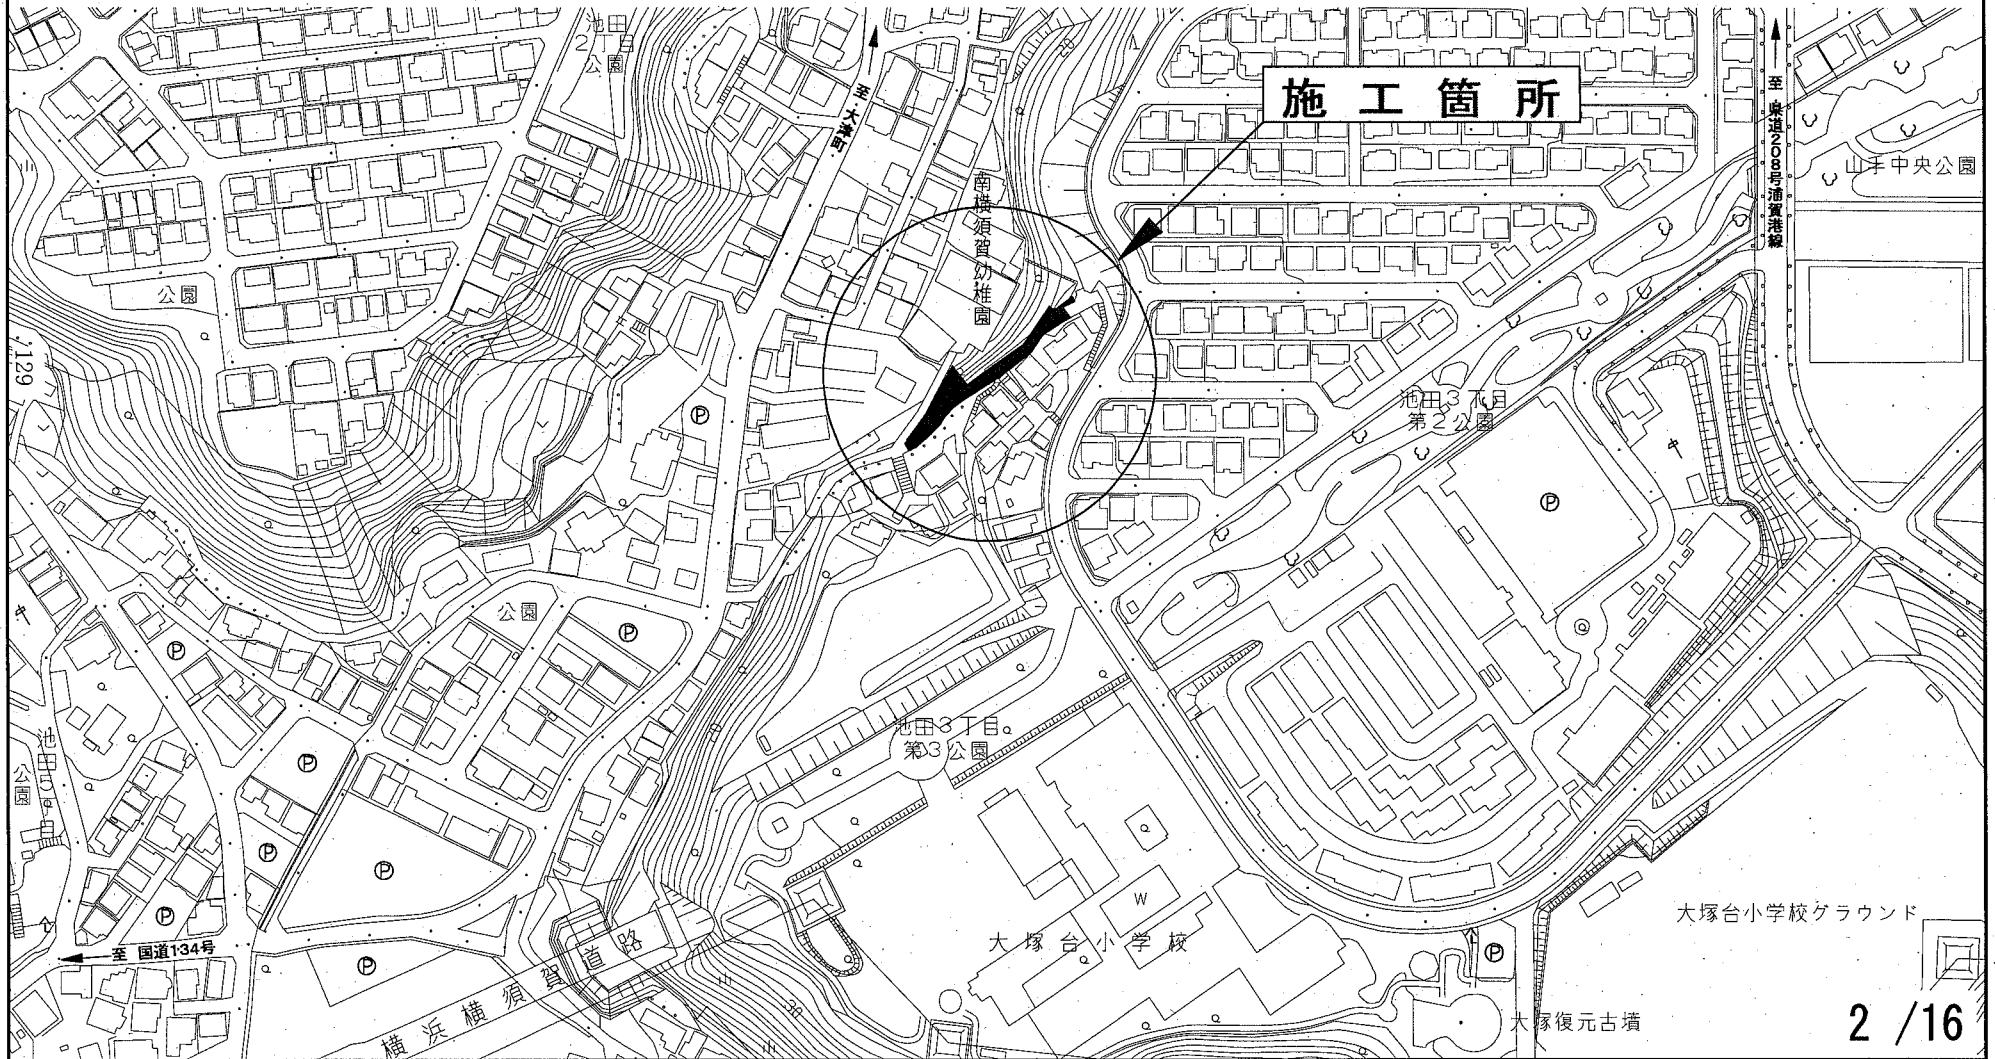 池田
2丁目
公園
至 大津町
施工箇所
至 県道208号浦賀港線
山手中央公園
南横須賀幼稚園
公園
129
池田3丁目
第2公園
公園
池田3丁目
第3公園
池田5丁目
公園
W
大塚台小学校
大塚台小学校グラウンド
至 国道134号
横浜横須賀道路
30
大塚復元古墳
2 /16
P
P
P
P
P
P
P
P
P
P